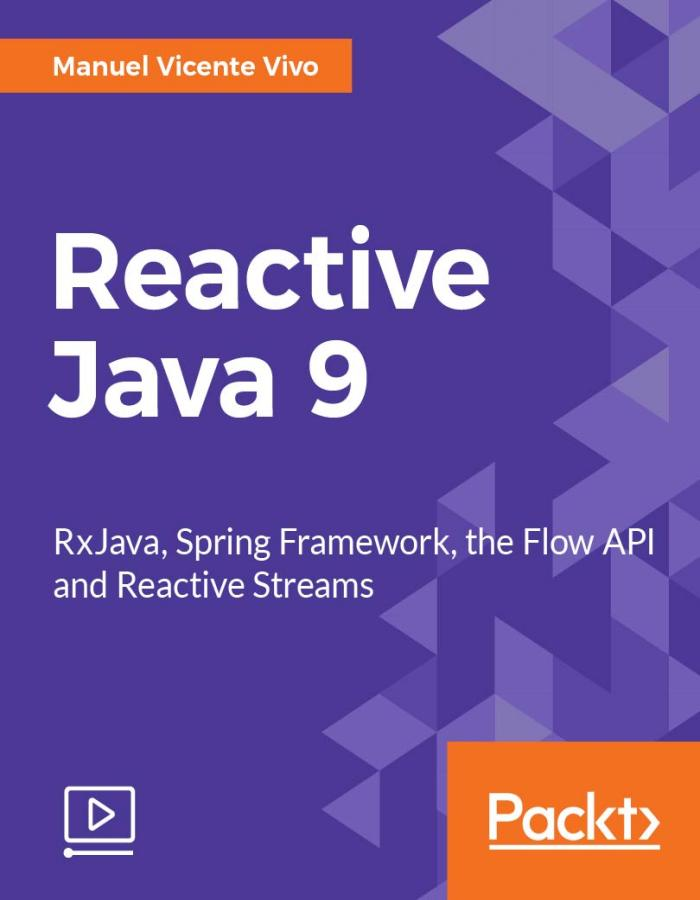 Manuel Vicente Vivo
Reactive
Java 9
RxJava, Spring Framework, the Flow API
and Reactive Streams
Packt>